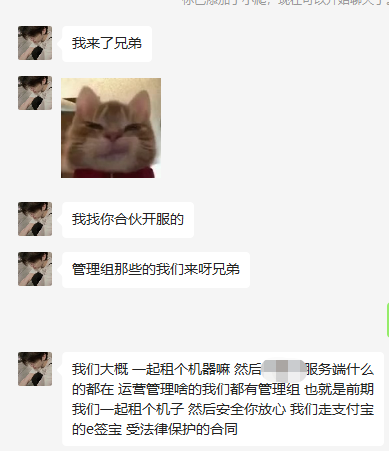 我来了兄弟
我找你合伙开服的
管理组那些的我们来呀兄弟
我们大概 一起租个机器嘛 然后 服务端什么
的都在 运营管理啥的我们都有管理组 也就是前期
我们一起租个机子 然后安全你放心 我们走支付宝
的e签宝 受法律保护的合同